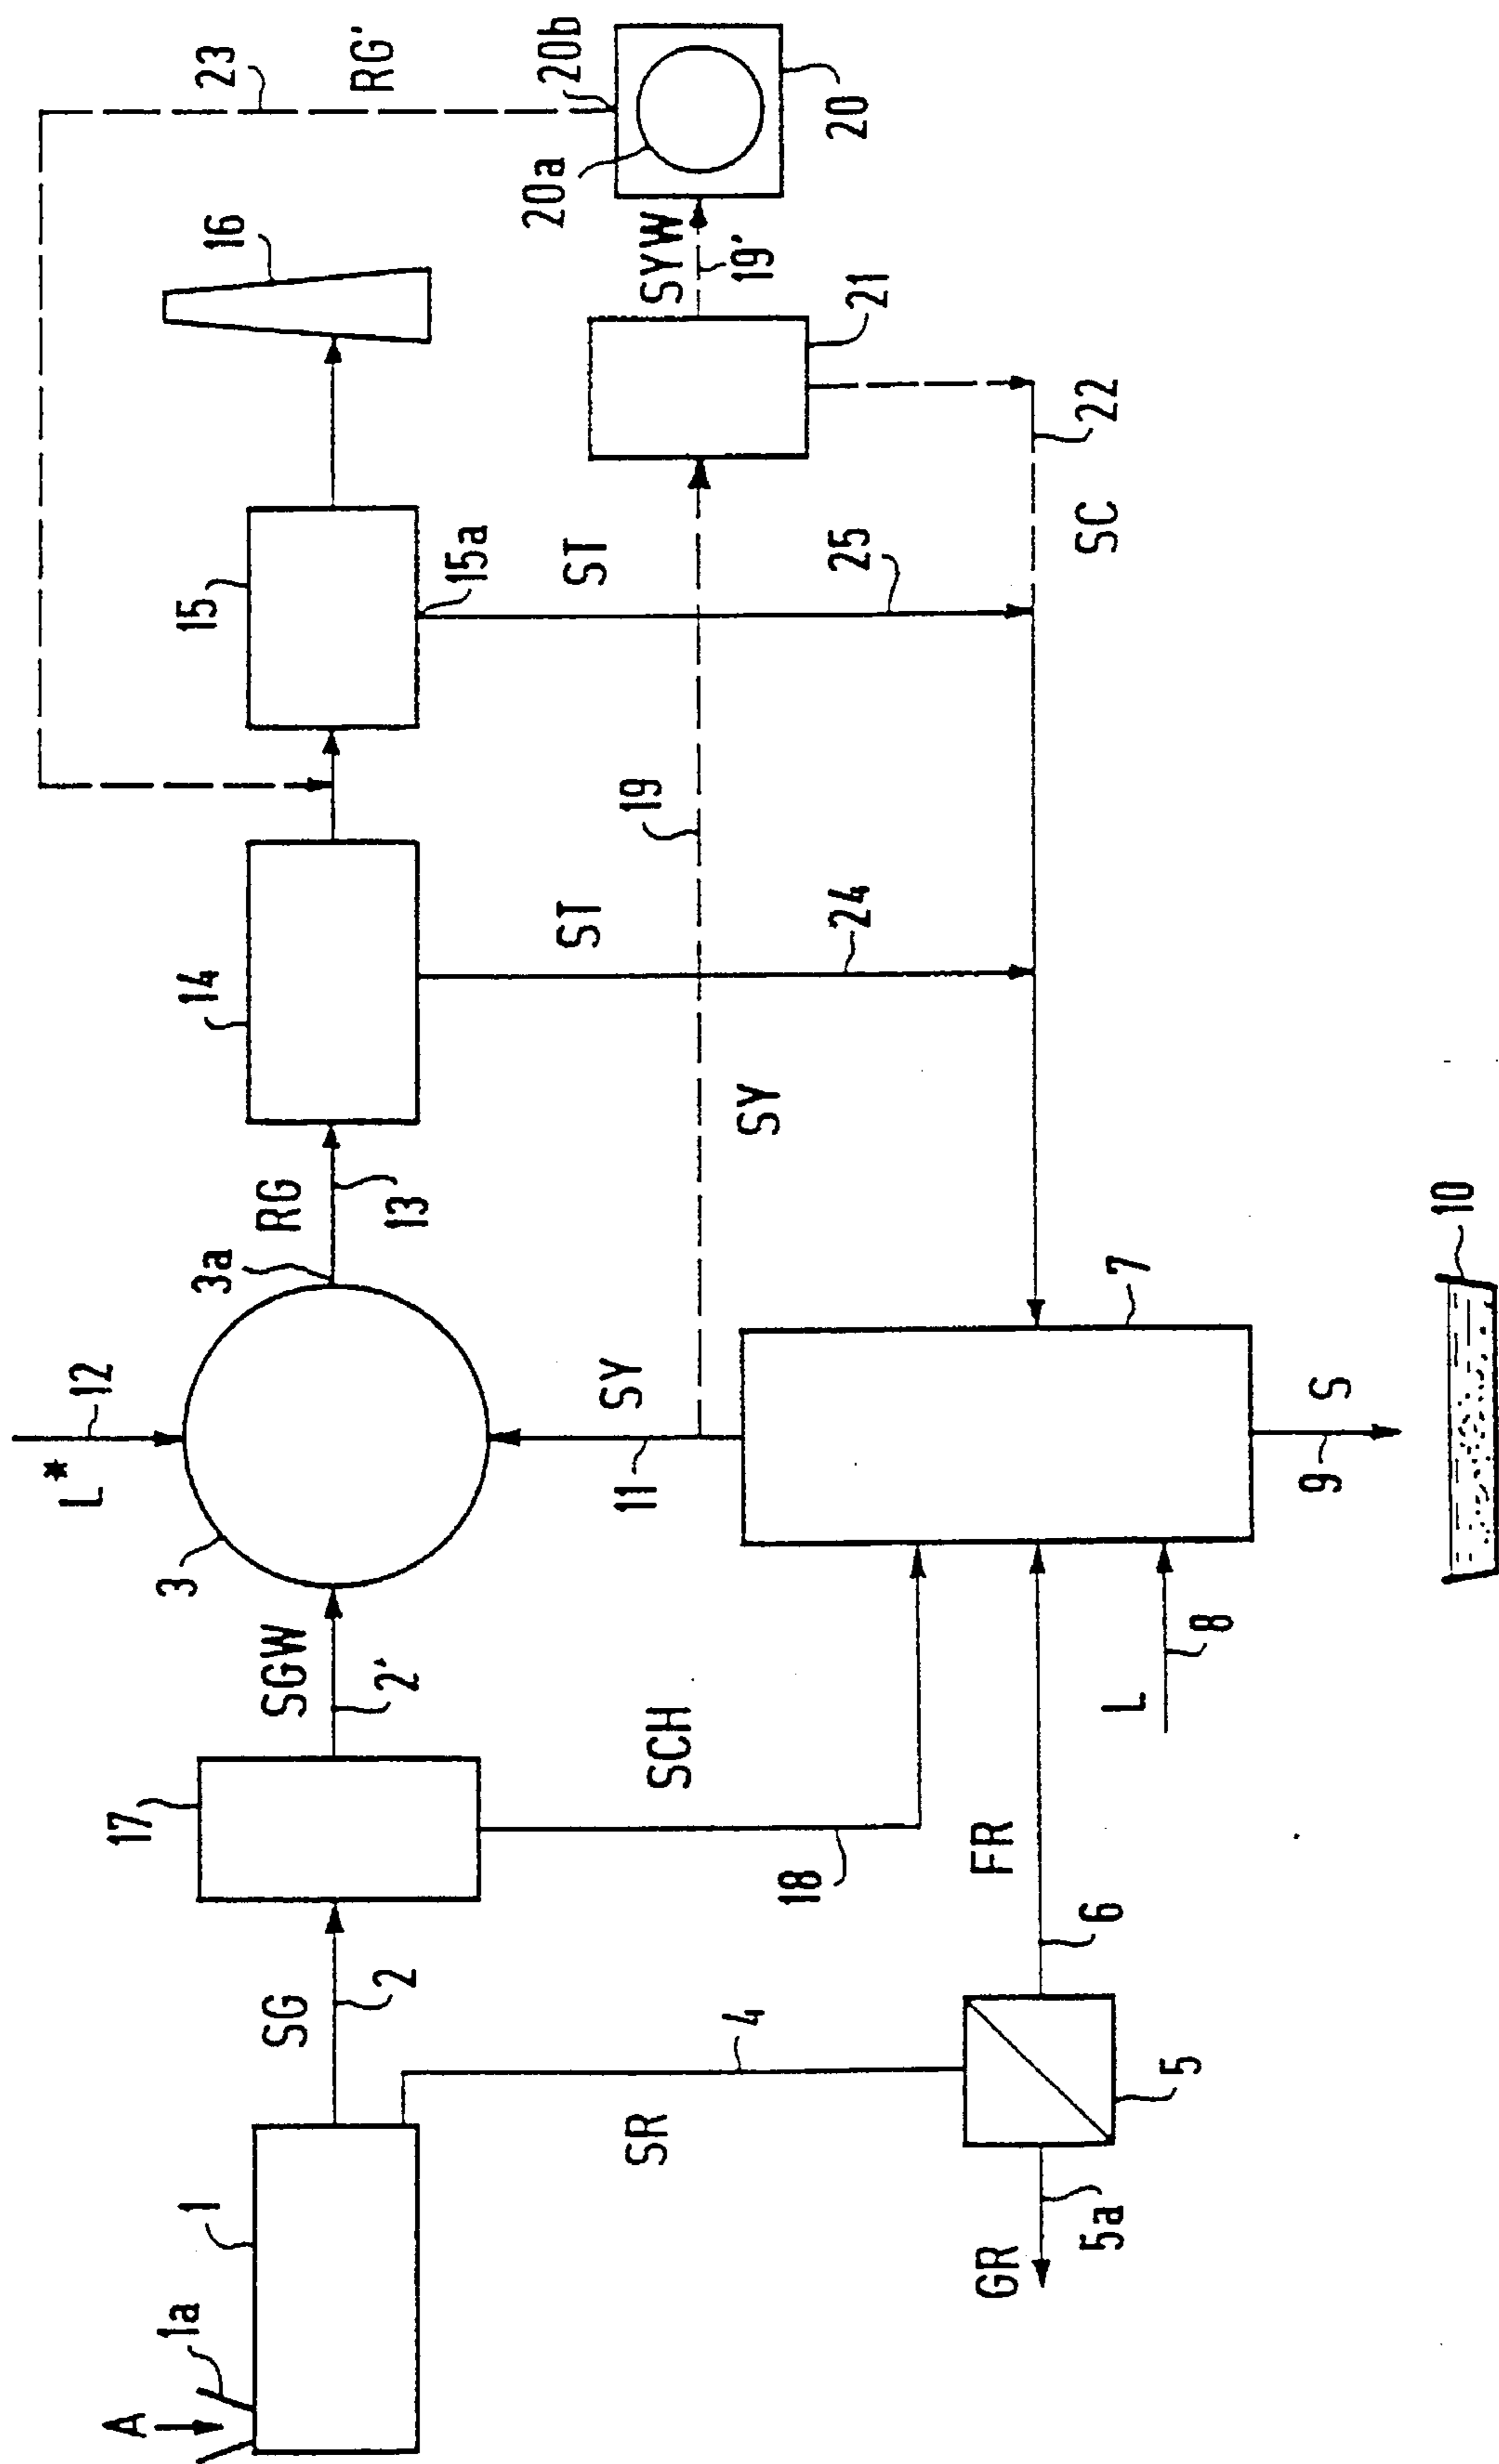 A
1a
1
SG
2
17
SGW
2'
3
L*
12
3a
RG
13
14
15
15a
16
23
RG'
20b
20a
20
SYW
19'
21
22
SC
ST
25
19
ST
24
SY
SY
11
7
SCH
18
SR
4
FR
6
5
5a
GR
L
8
S
9
10